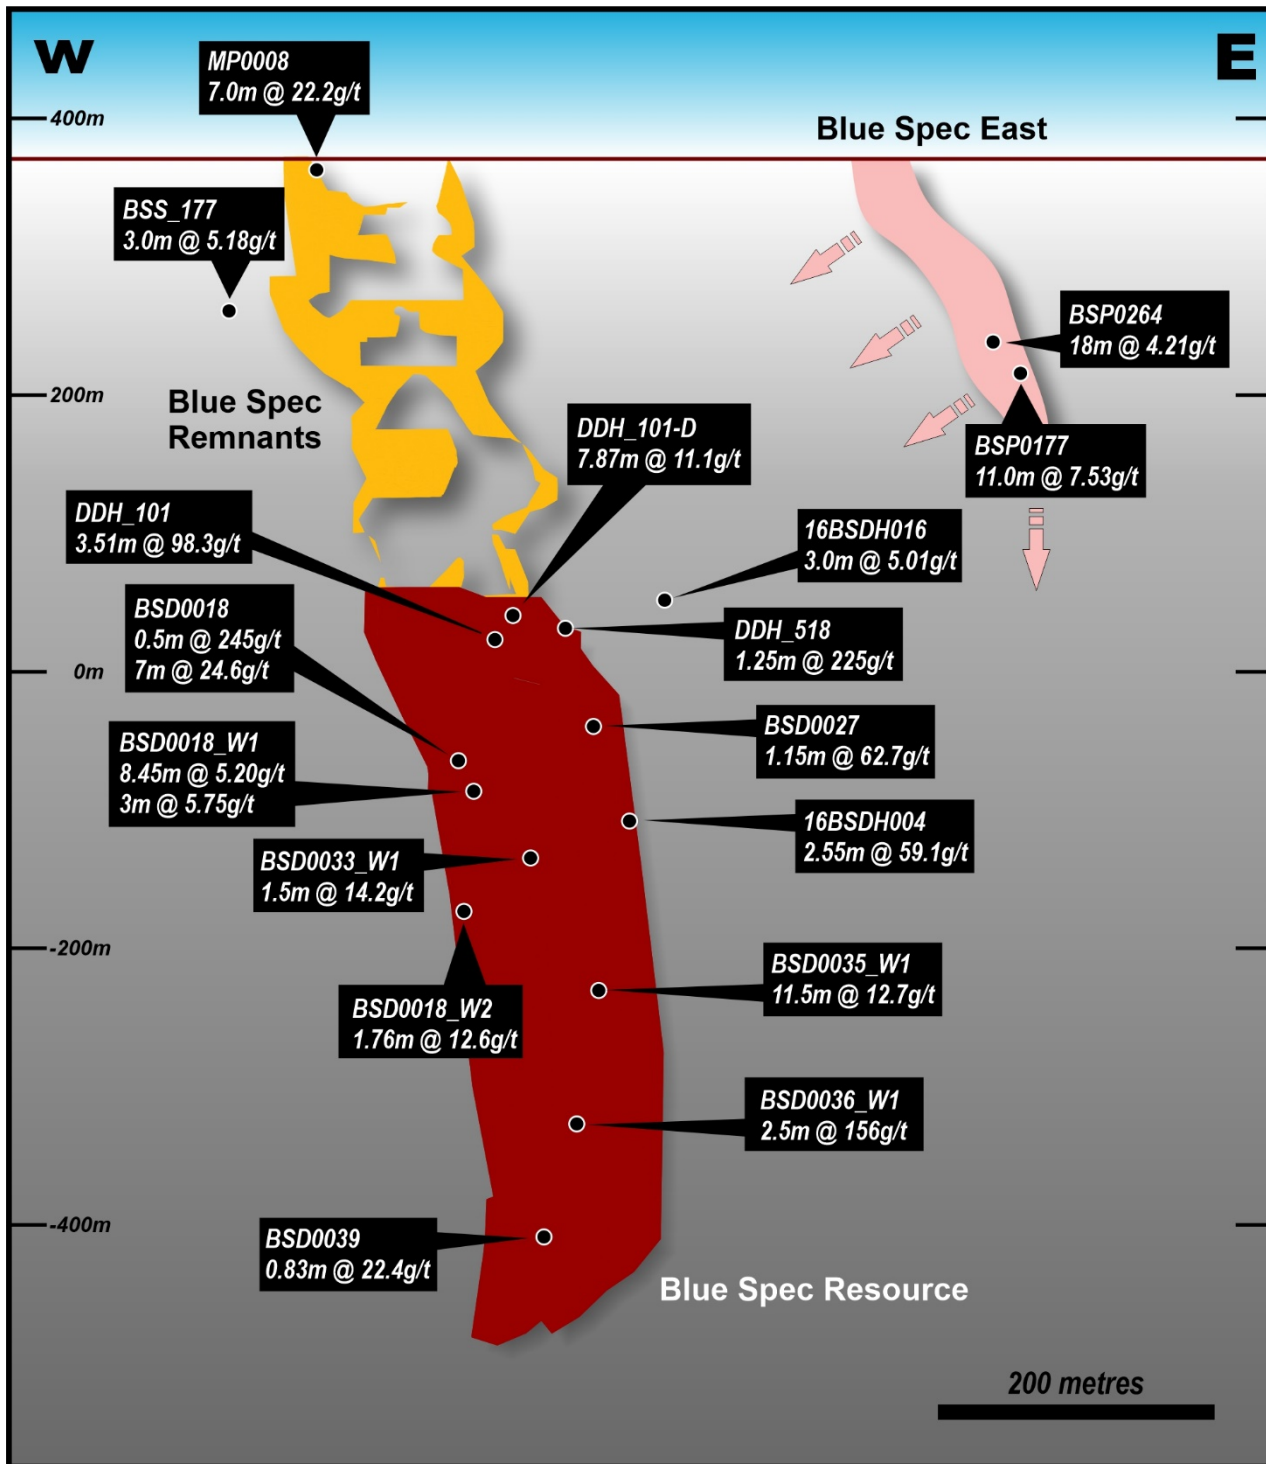 W
E
MP0008
7.0m @ 22.2g/t
400m
Blue Spec East
BSS_177
3.0m @ 5.18g/t
BSP0264
18m @ 4.21g/t
200m
Blue Spec
Remnants
DDH_101-D
7.87m @ 11.1g/t
BSP0177
11.0m @ 7.53g/t
DDH_101
3.51m @ 98.3g/t
16BSDH016
3.0m @ 5.01g/t
BSD0018
0.5m @ 245g/t
7m @ 24.6g/t
DDH_518
1.25m @ 225g/t
0m
BSD0027
1.15m @ 62.7g/t
BSD0018_W1
8.45m @ 5.20g/t
3m @ 5.75g/t
16BSDH004
2.55m @ 59.1g/t
BSD0033_W1
1.5m @ 14.2g/t
-200m
BSD0035_W1
11.5m @ 12.7g/t
BSD0018_W2
1.76m @ 12.6g/t
BSD0036_W1
2.5m @ 156g/t
-400m
BSD0039
0.83m @ 22.4g/t
Blue Spec Resource
200 metres